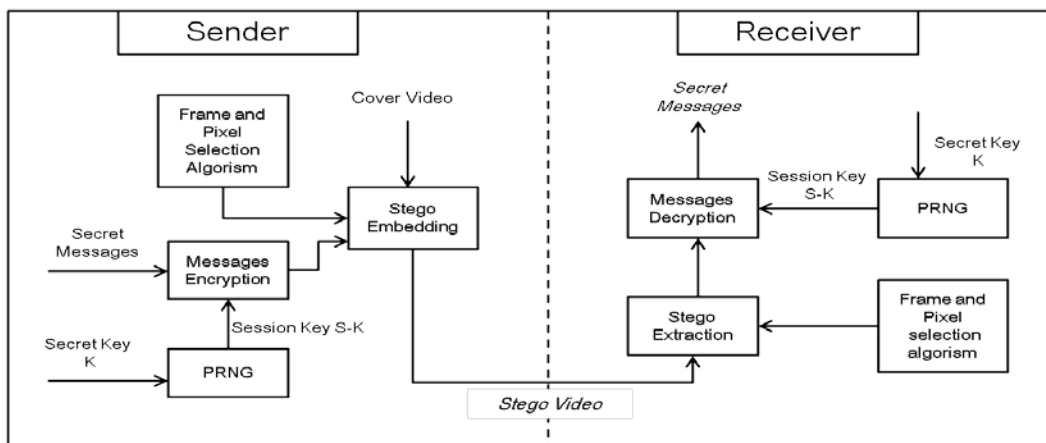 Sender
Frame and
Pixel
Selection
Algorism
Cover Video
Stego
Embedding
Secret
Messages
Messages
Encryption
Session Key S-K
Secret Key
K
PRNG
Stego Video
Receiver
Secret
Messages
Secret Key
K
Session Key
S-K
Messages
Decryption
PRNG
Stego
Extraction
Frame and
Pixel
selection
algorism